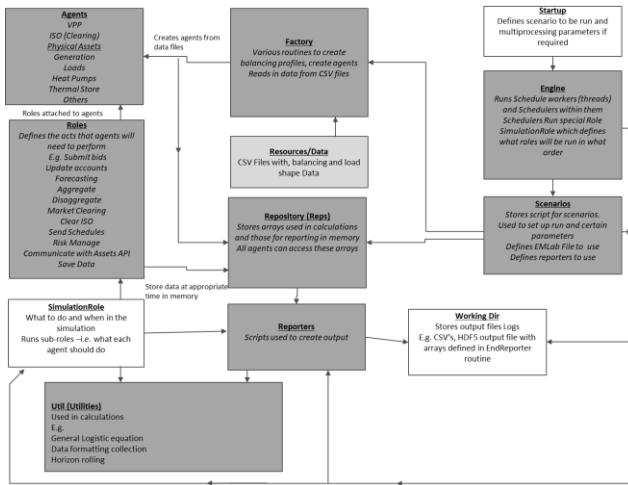 Agents
VPP
ISO (Clearing)
Physical Assets
Generation
Loads
Heat Pumps
Thermal Store
Others
Creates agents from
data files
Factory
Various routines to create
balancing profiles, create agents
Reads in data from CSV files
Startup
Defines scenario to be run and
multiprocessing parameters if
required
Engine
Runs Schedule workers (threads)
and Schedulers within them
Schedulers Run special Role
SimulationRole which defines
what roles will be run in what
order
Roles attached to agents
Roles
Defines the acts that agents will
need to perform
E.g. Submit bids
Update accounts
Forecasting
Aggregate
Disaggregate
Market Clearing
Clear ISO
Send Schedules
Risk Manage
Communicate with Assets API
Save Data
Resources/Data
CSV Files with, balancing and load
shape Data
Repository (Reps)
Stores arrays used in calculations
and those for reporting in memory
All agents can access these arrays
Scenarios
Stores script for scenarios.
Used to set up run and certain
parameters
Defines EMLab File to use
Defines reporters to use
Store data at appropriate
time in memory
SimulationRole
What to do and when in the
simulation
Runs sub-roles –i.e. what each
agent should do
Reporters
Scripts used to create output
Working Dir
Stores output files Logs
E.g. CSV's, HDF5 output file with
arrays defined in EndReporter
routine
Util (Utilities)
Used in calculations
E.g.
General Logistic equation
Data formatting collection
Horizon rolling